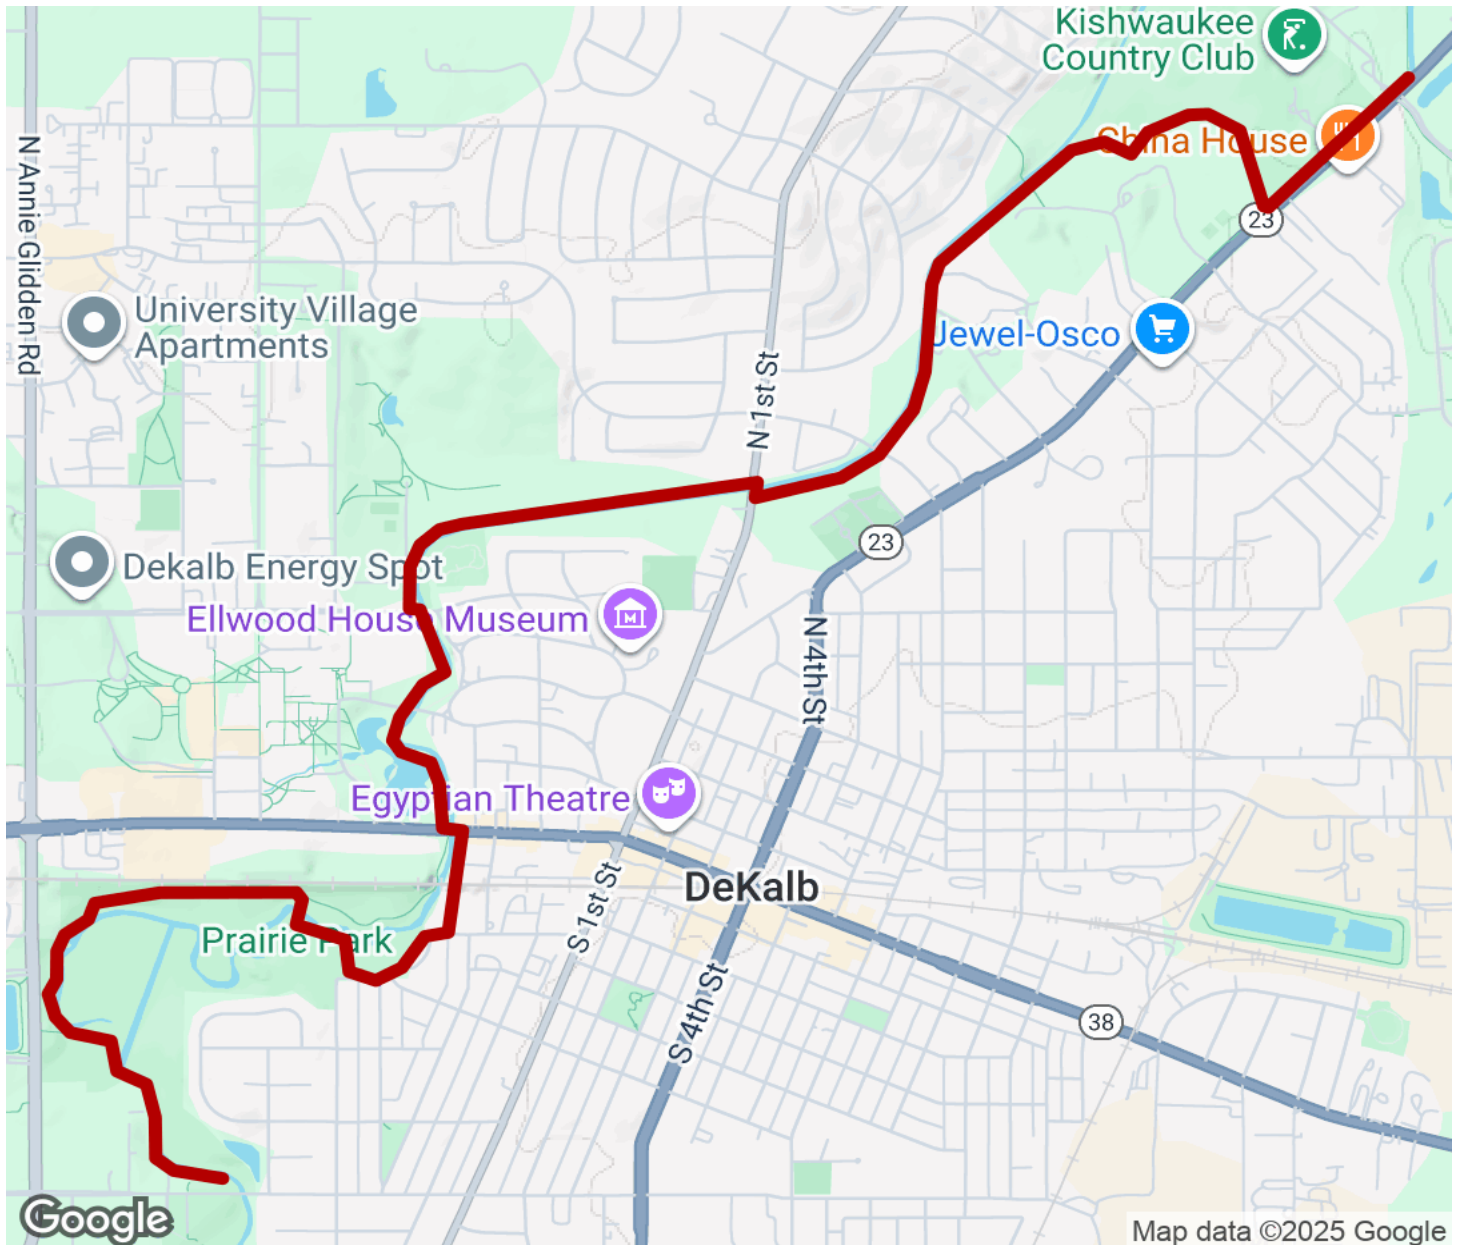 Kishwaukee
Country Club
China House
23
N Annie Glidden Rd
University Village
Apartments
Jewel-Osco
N 1st St
23
Dekalb Energy Spot
Ellwood House Museum
N 4th St
Egyptian Theatre
DeKalb
S 1st St
Prairie Park
S 4th St
38
Google
Map data ©2025 Google